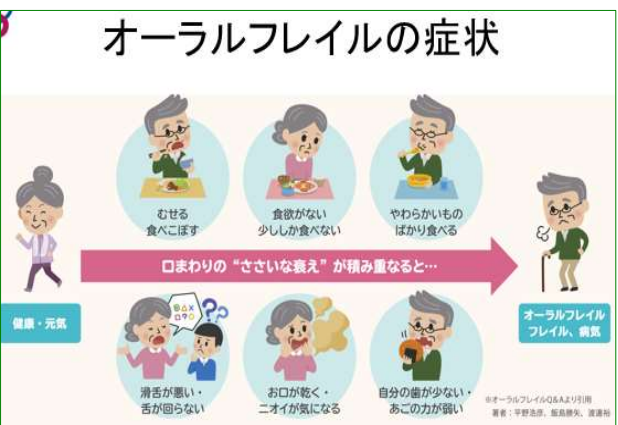 オーラルフレイルの症状
むせる
食べこぼす
食欲がない
少ししか食べない
やわらかいもの
ばかり食べる
口まわりの“ささいな衰え”が積み重なると…
健康・元気
オーラルフレイル
フレイル、病気
滑舌が悪い・
舌が回らない
お口が乾く・
ニオイが気になる
自分の歯が少ない・
あごの力が弱い
※オーラルフレイルQ&Aより引用
著者：平野浩彦、飯島勝矢、渡邊裕